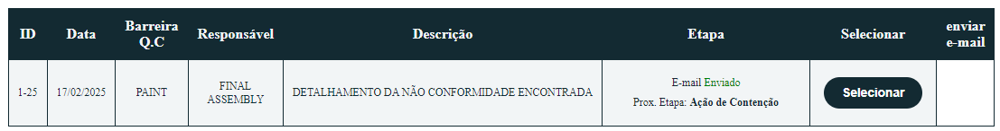 ID Data Barreira Q.C Responsável Descrição Etapa Selecionar enviar e-mail
1-25 17/02/2025 PAINT FINAL ASSEMBLY DETALHAMENTO DA NÃO CONFORMIDADE ENCONTRADA E-mail Enviado Prox. Etapa: Ação de Contenção Selecionar